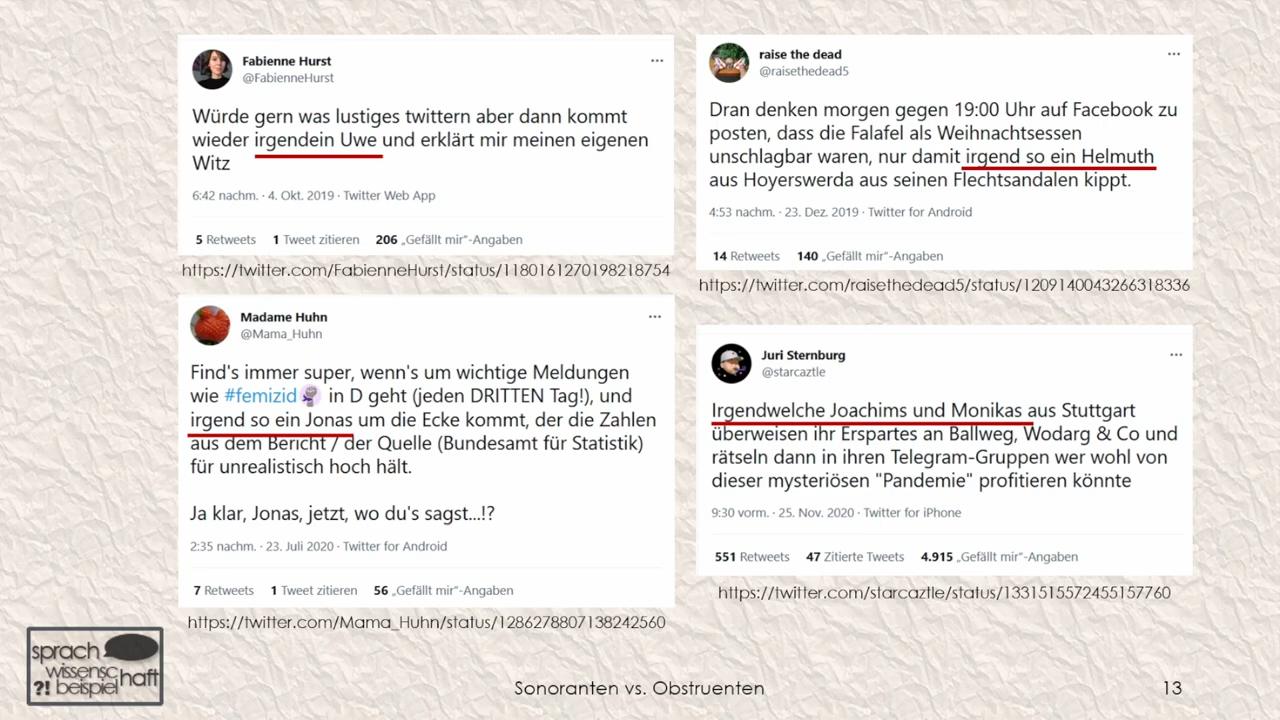 Fabienne Hurst
@FabienneHurst
Würde gern was lustiges twittern aber dann kommt
wieder irgendein Uwe und erklärt mir meinen eigenen
Witz
6:42 nachm. · 4. Okt. 2019 · Twitter Web App
5 Retweets 1 Tweet zitieren 206 „Gefällt mir“-Angaben
https://twitter.com/FabienneHurst/status/1180161270198218754
raise the dead
@raisethedead5
Dran denken morgen gegen 19:00 Uhr auf Facebook zu
posten, dass die Falafel als Weihnachtsessen
unschlagbar waren, nur damit irgend so ein Helmuth
aus Hoyerswerda aus seinen Flechtsandalen kippt.
4:53 nachm. · 23. Dez. 2019 · Twitter for Android
14 Retweets 140 „Gefällt mir“-Angaben
https://twitter.com/raisethedead5/status/1209140043266318336
Madame Huhn
@Mama_Huhn
Find's immer super, wenn's um wichtige Meldungen
wie #femizid in D geht (jeden DRITTEN Tag!), und
irgend so ein Jonas um die Ecke kommt, der die Zahlen
aus dem Bericht / der Quelle (Bundesamt für Statistik)
für unrealistisch hoch hält.
Ja klar, Jonas, jetzt, wo du's sagst...!?
2:35 nachm. · 23. Juli 2020 · Twitter for Android
7 Retweets 1 Tweet zitieren 56 „Gefällt mir“-Angaben
https://twitter.com/Mama_Huhn/status/1286278807138242560
Juri Sternburg
@starcaztle
Irgendwelche Joachims und Monikas aus Stuttgart
überweisen ihr Erspartes an Ballweg, Wodarg & Co und
rätseln dann in ihren Telegram-Gruppen wer wohl von
dieser mysteriösen "Pandemie" profitieren könnte
9:30 vorm. · 25. Nov. 2020 · Twitter for iPhone
551 Retweets 47 Zitierte Tweets 4.915 „Gefällt mir“-Angaben
https://twitter.com/starcaztle/status/1331515572455157760
sprach
wissensc
haft
?! beispiel
Sonoranten vs. Obstruenten
13